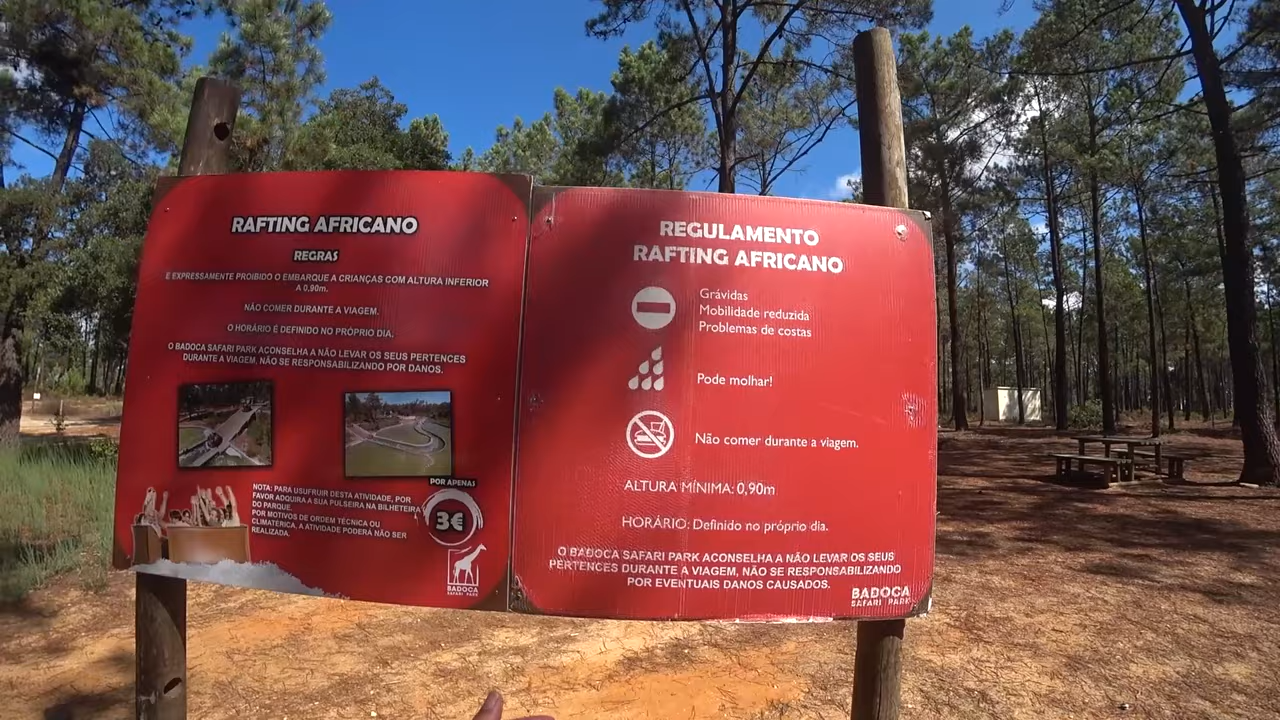 RAFTING AFRICANO
REGRAS
É EXPRESSAMENTE PROIBIDO O EMBARQUE A CRIANÇAS COM ALTURA INFERIOR
A 0,90m.
NÃO COMER DURANTE A VIAGEM.
O HORÁRIO É DEFINIDO NO PRÓPRIO DIA.
O BADOCA SAFARI PARK ACONSELHA A NÃO LEVAR OS SEUS PERTENCES
DURANTE A VIAGEM, NÃO SE RESPONSABILIZANDO POR DANOS.
NOTA: PARA USUFRUIR DESTA ATIVIDADE, POR
FAVOR ADQUIRA A SUA PULSEIRA NA BILHETEIRA
DO PARQUE.
POR MOTIVOS DE ORDEM TÉCNICA OU
CLIMATÉRICA, A ATIVIDADE PODERÁ NÃO SER
REALIZADA.
POR APENAS
3€
BADOCA
SAFARI PARK
REGULAMENTO
RAFTING AFRICANO
Grávidas
Mobilidade reduzida
Problemas de costas
Pode molhar!
Não comer durante a viagem.
ALTURA MÍNIMA: 0,90m
HORÁRIO: Definido no próprio dia.
O BADOCA SAFARI PARK ACONSELHA A NÃO LEVAR OS SEUS
PERTENCES DURANTE A VIAGEM, NÃO SE RESPONSABILIZANDO
POR EVENTUAIS DANOS CAUSADOS.
BADOCA
SAFARI PARK